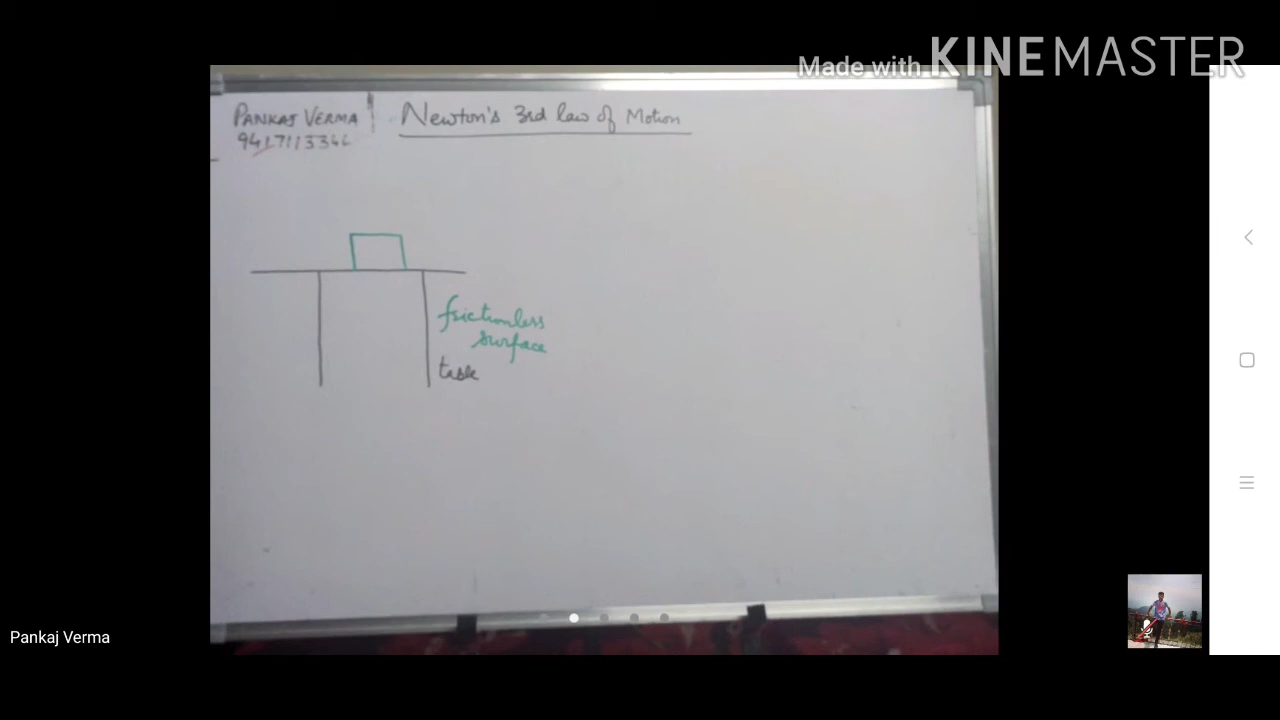 Made with KINEMASTER
PANKAJ VERMA
Newton's 3rd law of Motion
frictionless
surface
table
Pankaj Verma